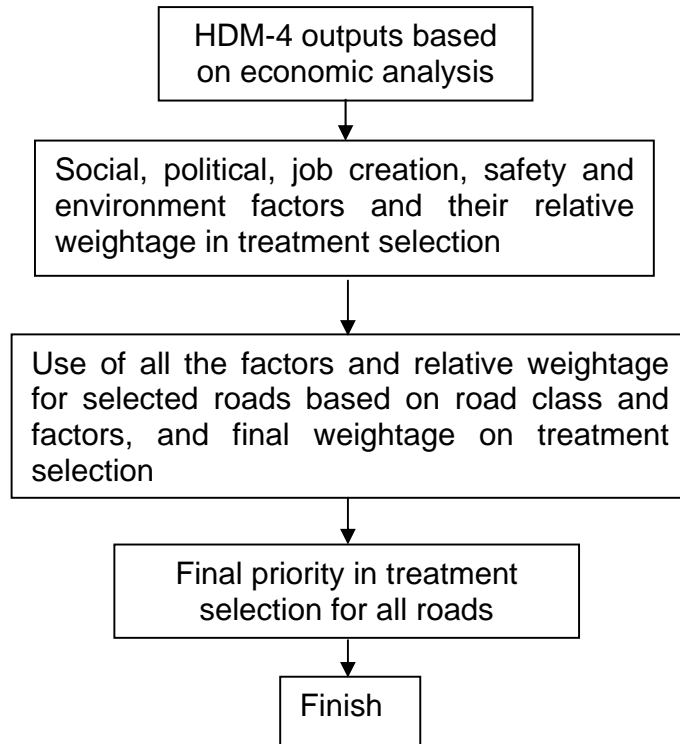 HDM-4 outputs based
on economic analysis
Social, political, job creation, safety and
environment factors and their relative
weightage in treatment selection
Use of all the factors and relative weightage
for selected roads based on road class and
factors, and final weightage on treatment
selection
Final priority in treatment
selection for all roads
Finish